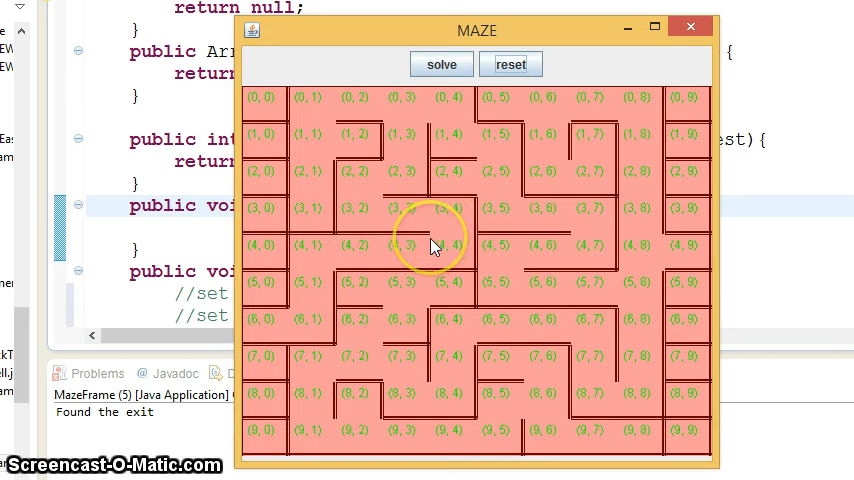 return null;
}
public Arr
{
MAZE
retur
}
solve
reset
public int
est){
retur
}
public voi
}
public voi
//set
//set
(0, 0) (0, 1) (0, 2) (0, 3) (0, 4) (0, 5) (0, 6) (0, 7) (0, 8) (0, 9)
(1, 0) (1, 1) (1, 2) (1, 3) (1, 4) (1, 5) (1, 6) (1, 7) (1, 8) (1, 9)
(2, 0) (2, 1) (2, 2) (2, 3) (2, 4) (2, 5) (2, 6) (2, 7) (2, 8) (2, 9)
(3, 0) (3, 1) (3, 2) (3, 3) (3, 4) (3, 5) (3, 6) (3, 7) (3, 8) (3, 9)
(4, 0) (4, 1) (4, 2) (4, 3) (4, 4) (4, 5) (4, 6) (4, 7) (4, 8) (4, 9)
(5, 0) (5, 1) (5, 2) (5, 3) (5, 4) (5, 5) (5, 6) (5, 7) (5, 8) (5, 9)
(6, 0) (6, 1) (6, 2) (6, 3) (6, 4) (6, 5) (6, 6) (6, 7) (6, 8) (6, 9)
(7, 0) (7, 1) (7, 2) (7, 3) (7, 4) (7, 5) (7, 6) (7, 7) (7, 8) (7, 9)
(8, 0) (8, 1) (8, 2) (8, 3) (8, 4) (8, 5) (8, 6) (8, 7) (8, 8) (8, 9)
(9, 0) (9, 1) (9, 2) (9, 3) (9, 4) (9, 5) (9, 6) (9, 7) (9, 8) (9, 9)
Problems @ Javadoc D
MazeFrame (5) [Java Application]
Found the exit
Screencast-O-Matic.com